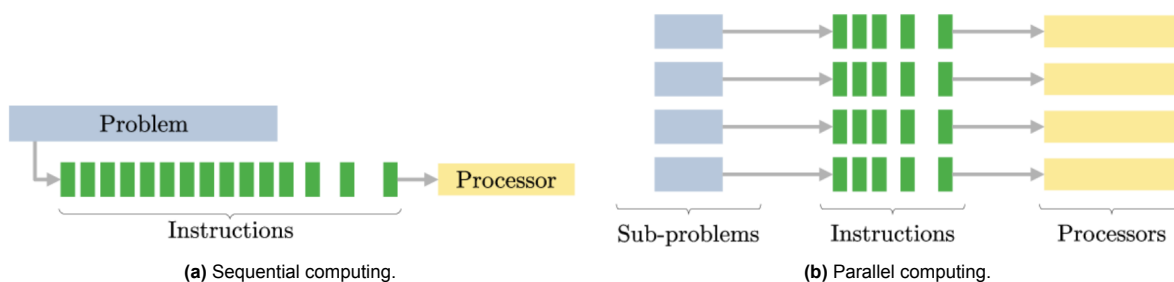 Problem
Processor
Instructions
(a) Sequential computing.
Sub-problems
Instructions
Processors
(b) Parallel computing.